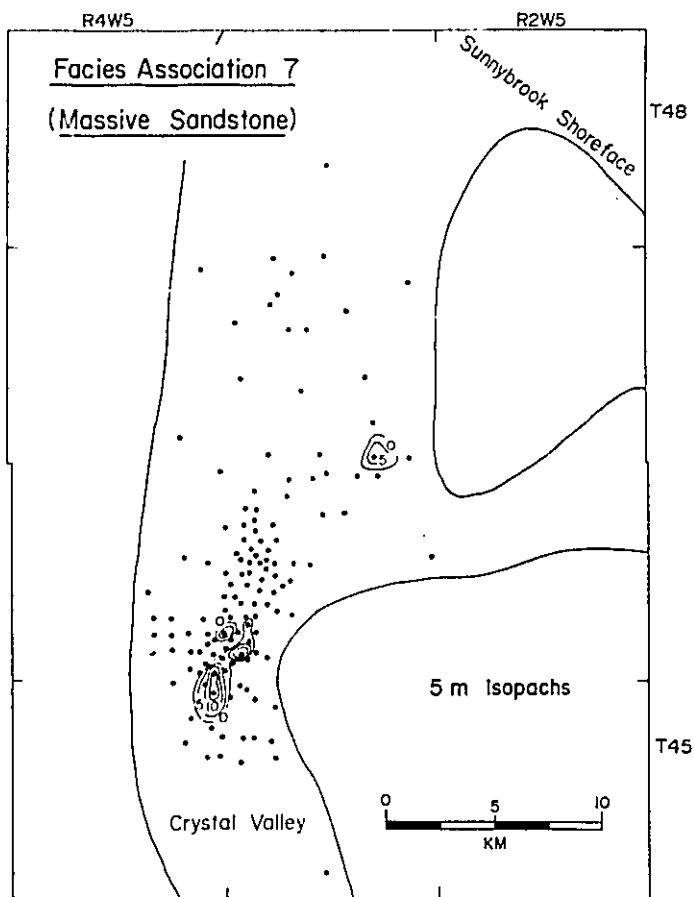 R4W5 R2W5
Facies Association 7
(Massive Sandstone)
Sunnybrook Shoreface
T48
0
5
0
0
5 10
0
5 m Isopachs
T45
Crystal Valley
0 5 10
KM